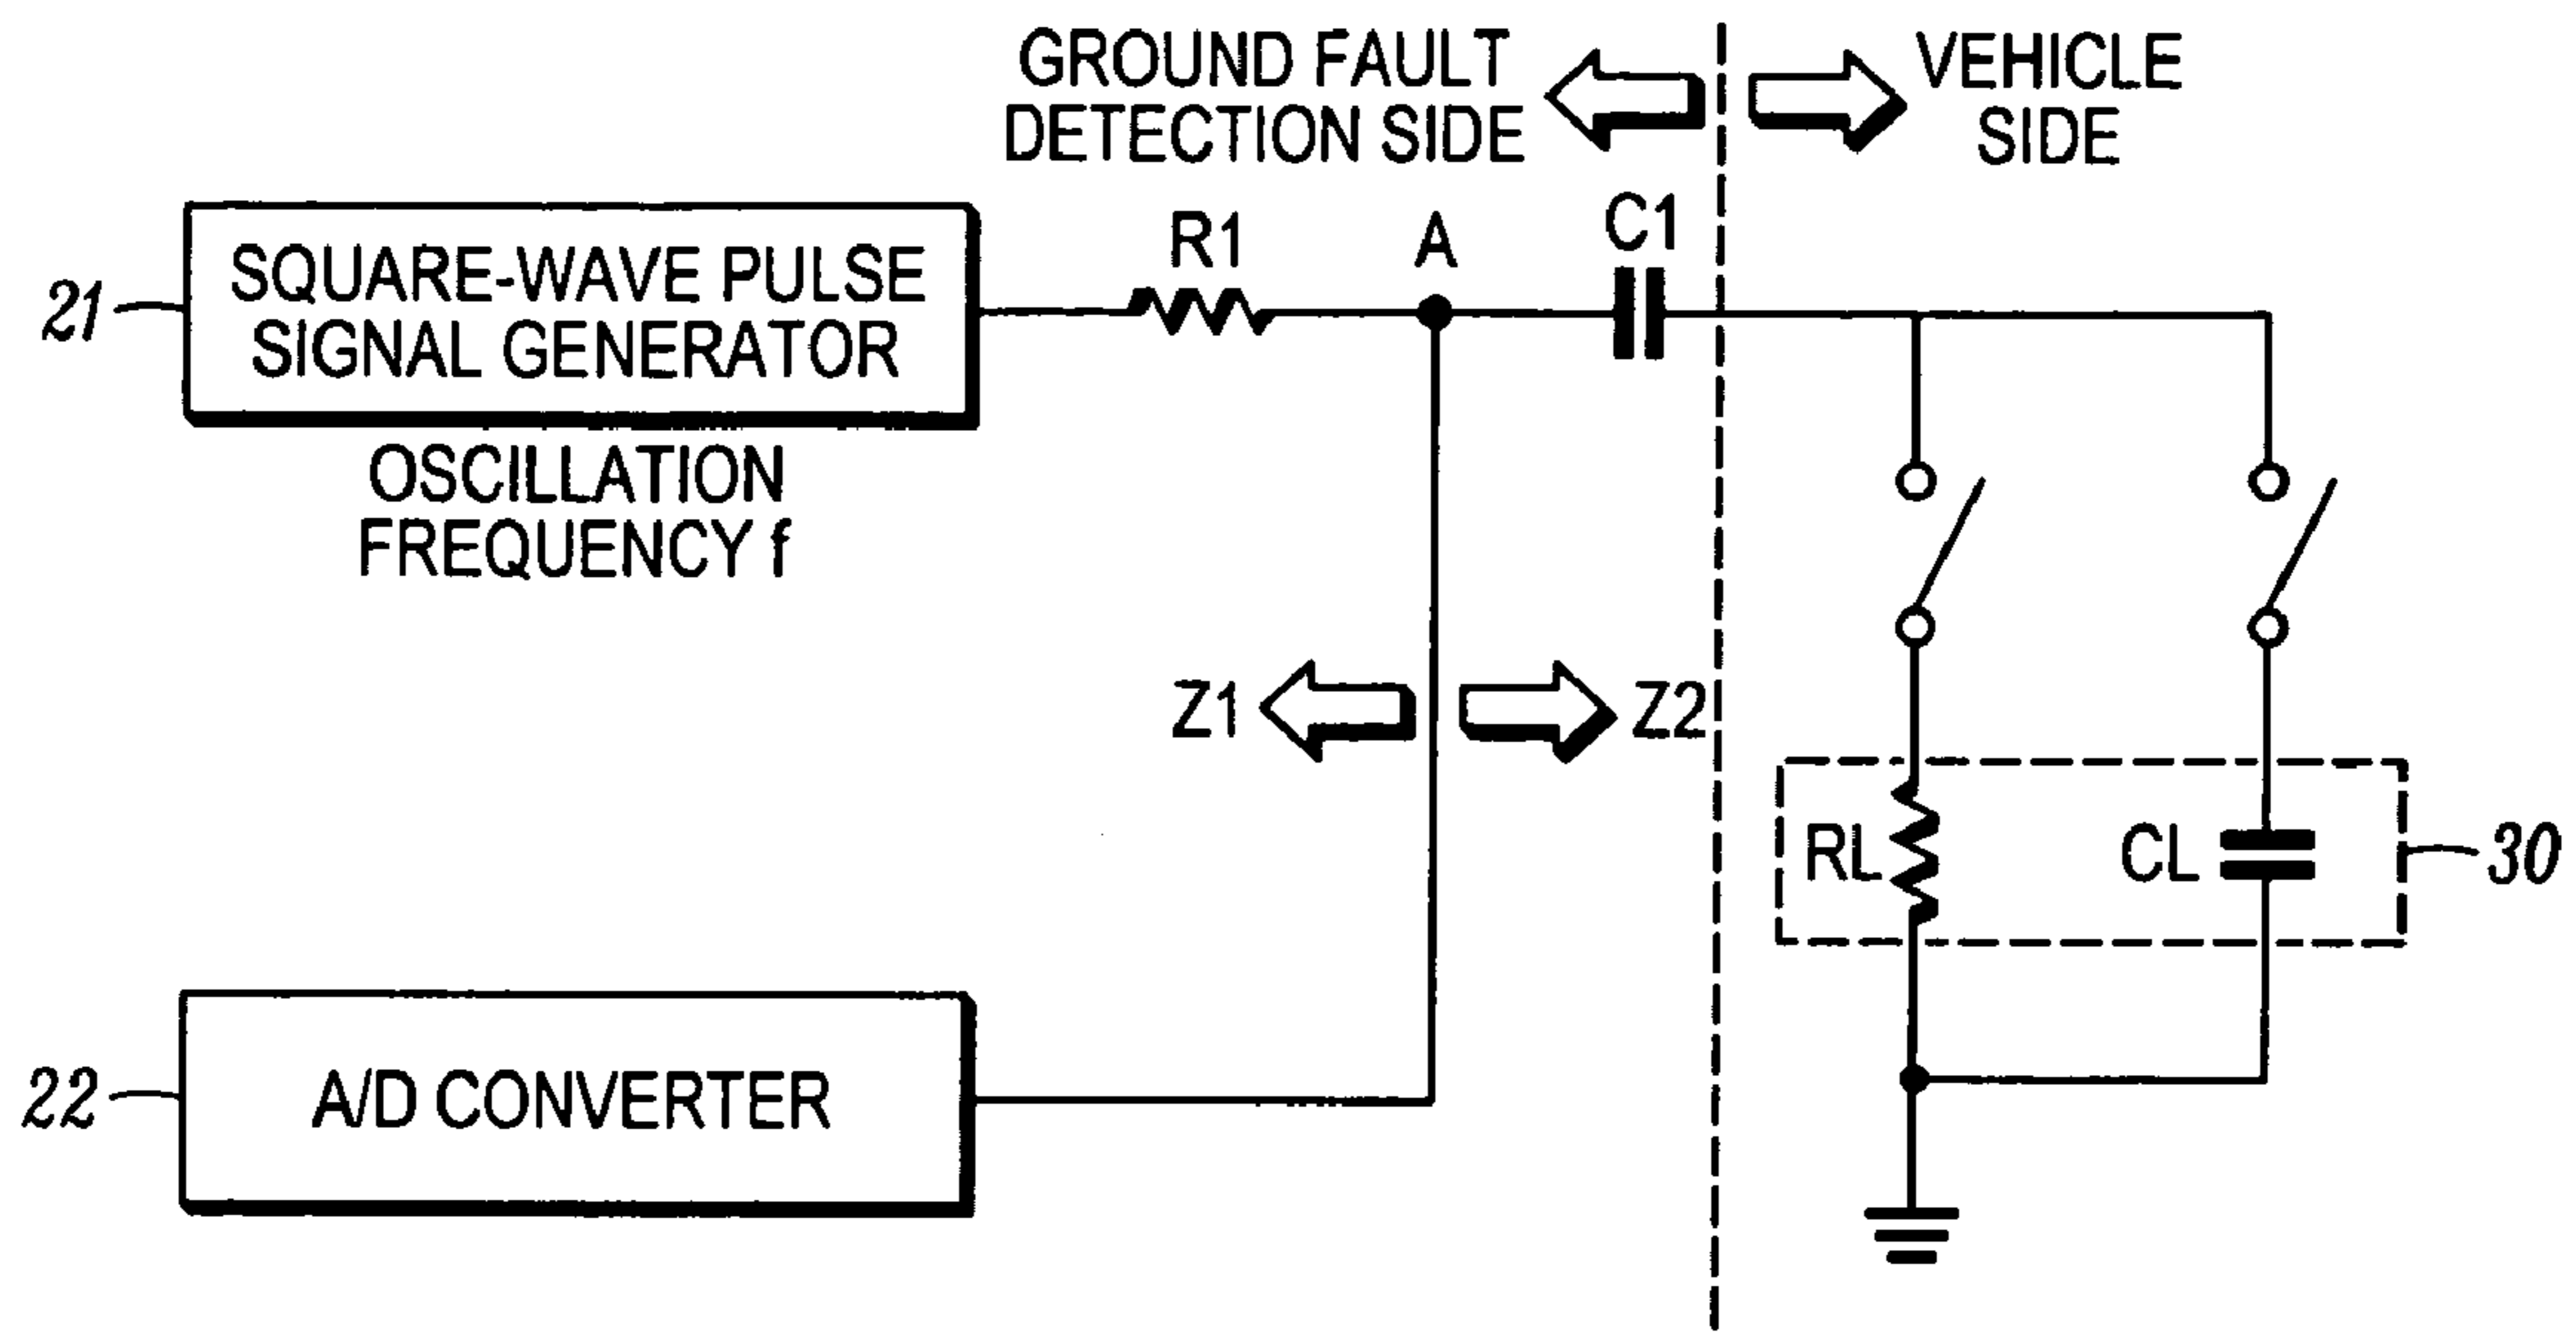 GROUND FAULT
DETECTION SIDE
VEHICLE
SIDE
R1
A
C1
21
SQUARE-WAVE PULSE
SIGNAL GENERATOR
OSCILLATION
FREQUENCY f
Z1
Z2
RL
CL
30
22
A/D CONVERTER